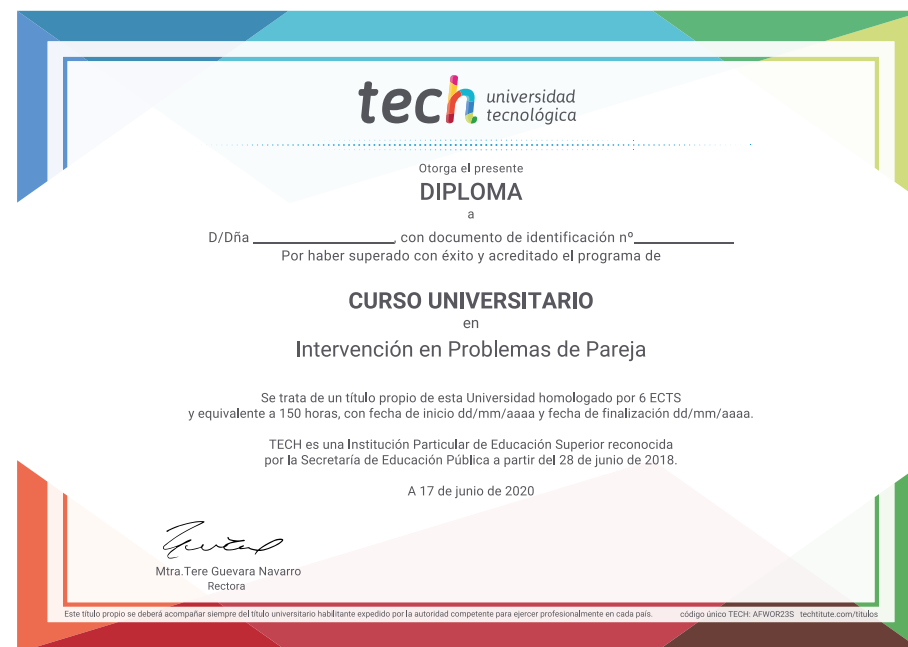 tech universidad
tecnológica
Otorga el presente
DIPLOMA
a
D/Dña ______________, con documento de identificación nº__________
Por haber superado con éxito y acreditado el programa de
CURSO UNIVERSITARIO
en
Intervención en Problemas de Pareja
Se trata de un título propio de esta Universidad homologado por 6 ECTS
y equivalente a 150 horas, con fecha de inicio dd/mm/aaaa y fecha de finalización dd/mm/aaaa.
TECH es una Institución Particular de Educación Superior reconocida
por la Secretaría de Educación Pública a partir del 28 de junio de 2018.
A 17 de junio de 2020
Mtra.Tere Guevara Navarro
Rectora
Este título propio se deberá acompañar siempre del título universitario habilitante expedido por la autoridad competente para ejercer profesionalmente en cada país. código único TECH: AFWOR23S techtitute.com/títulos